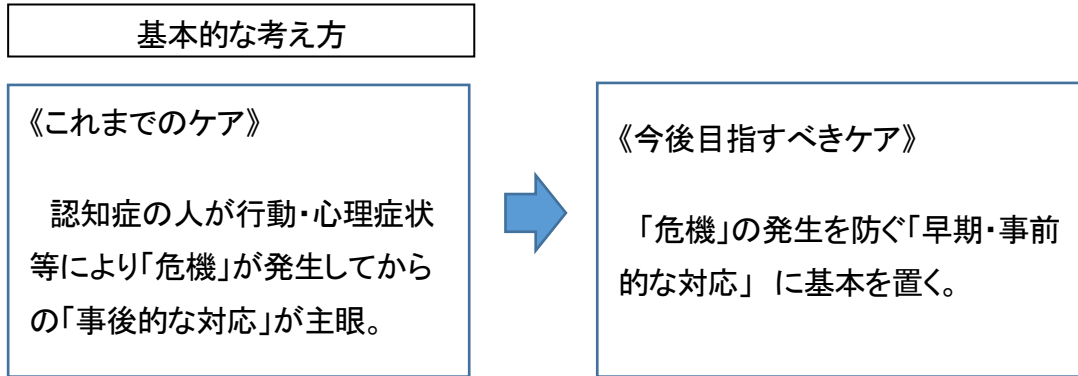 基本的な考え方
《これまでのケア》
認知症の人が行動・心理症状
等により「危機」が発生してから
の「事後的な対応」が主眼。
《今後目指すべきケア》
「危機」の発生を防ぐ「早期・事前
的な対応」 に基本を置く。